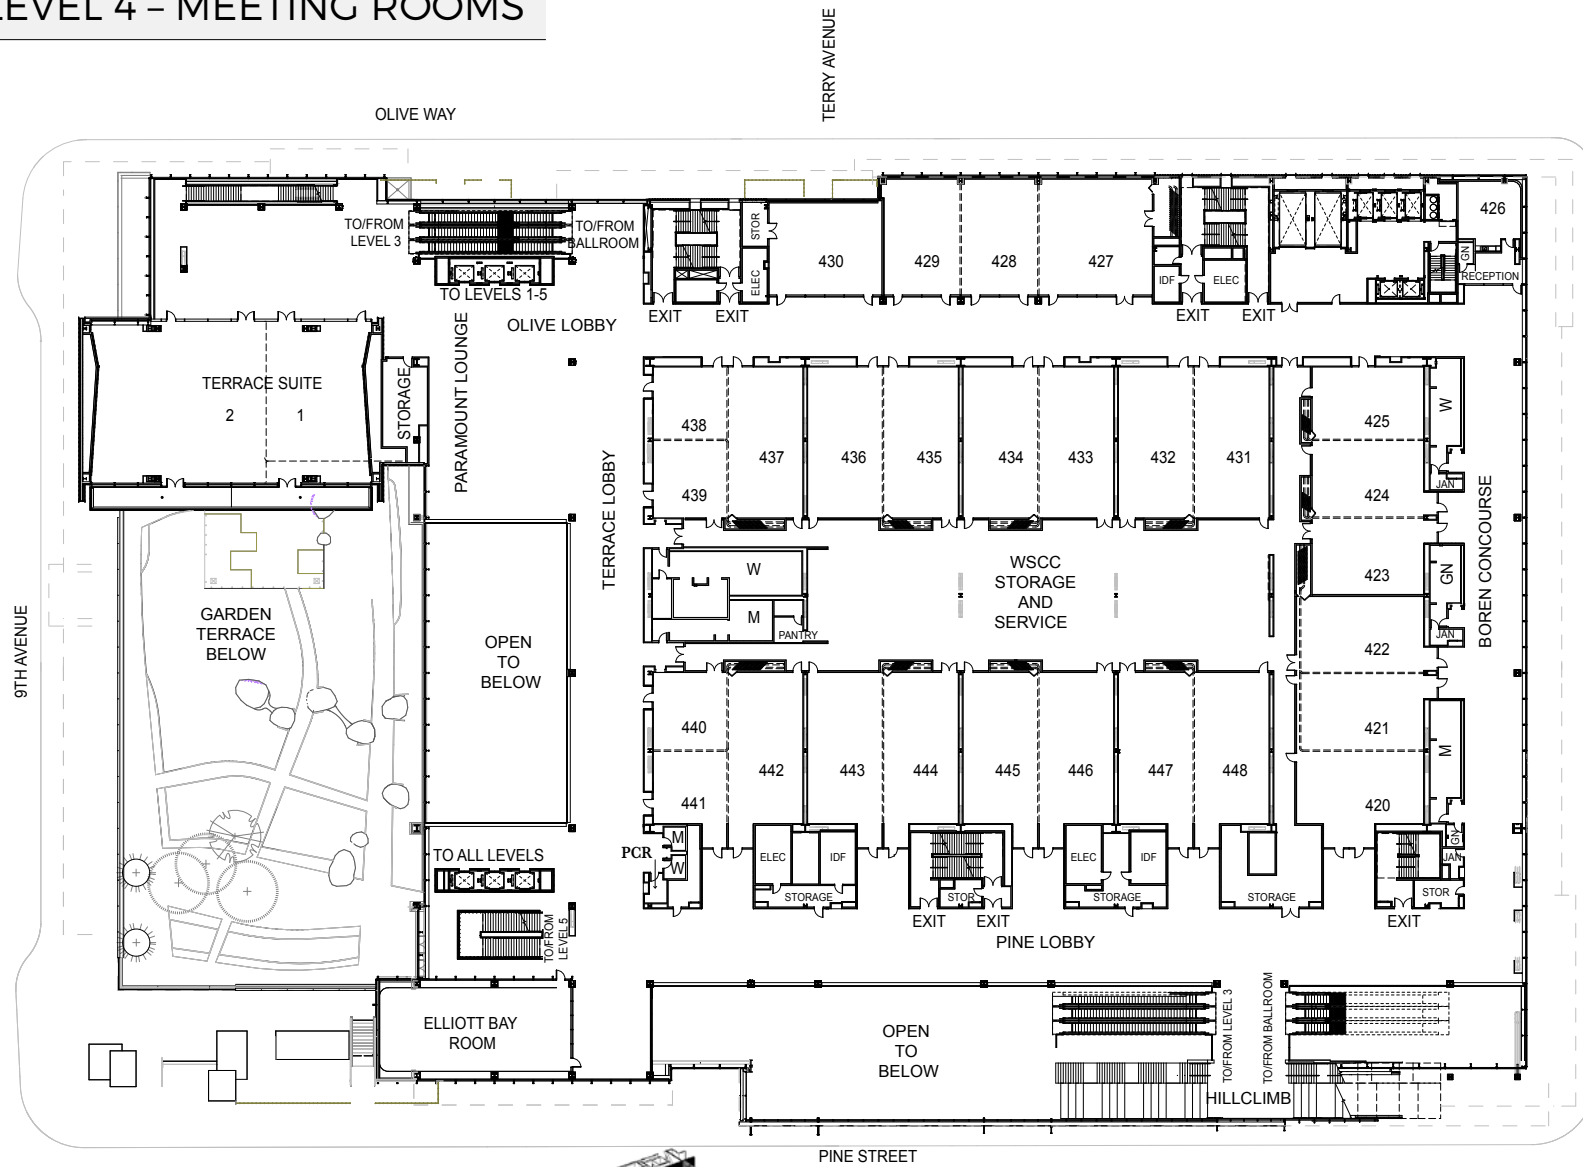 LEVEL 4 – MEETING ROOMS
TERRY AVENUE
OLIVE WAY
426
TO/FROM
LEVEL 3
TO/FROM
BALLROOM
STOR
ELEC
430
429
428
427
IDF
ELEC
GN
RECEPTION
TO LEVELS 1-5
OLIVE LOBBY
EXIT
EXIT
EXIT
EXIT
PARAMOUNT LOUNGE
TERRACE SUITE
2
1
STORAGE
TERRACE LOBBY
438
439
437
436
435
434
433
432
431
425
424
423
W
JAN
GN
JAN
BOREN CONCOURSE
W
M
PANTRY
WSCC
STORAGE
AND
SERVICE
9TH AVENUE
GARDEN
TERRACE
BELOW
OPEN
TO
BELOW
422
421
420
M
GN
JAN
440
441
442
443
444
445
446
447
448
TO ALL LEVELS
PCR
M
W
ELEC
IDF
STORAGE
STOR
ELEC
IDF
STORAGE
STORAGE
STOR
TO/FROM
LEVEL 5
EXIT
EXIT
EXIT
PINE LOBBY
ELLIOTT BAY
ROOM
OPEN
TO
BELOW
TO/FROM LEVEL 3
TO/FROM BALLROOM
HILLCLIMB
PINE STREET